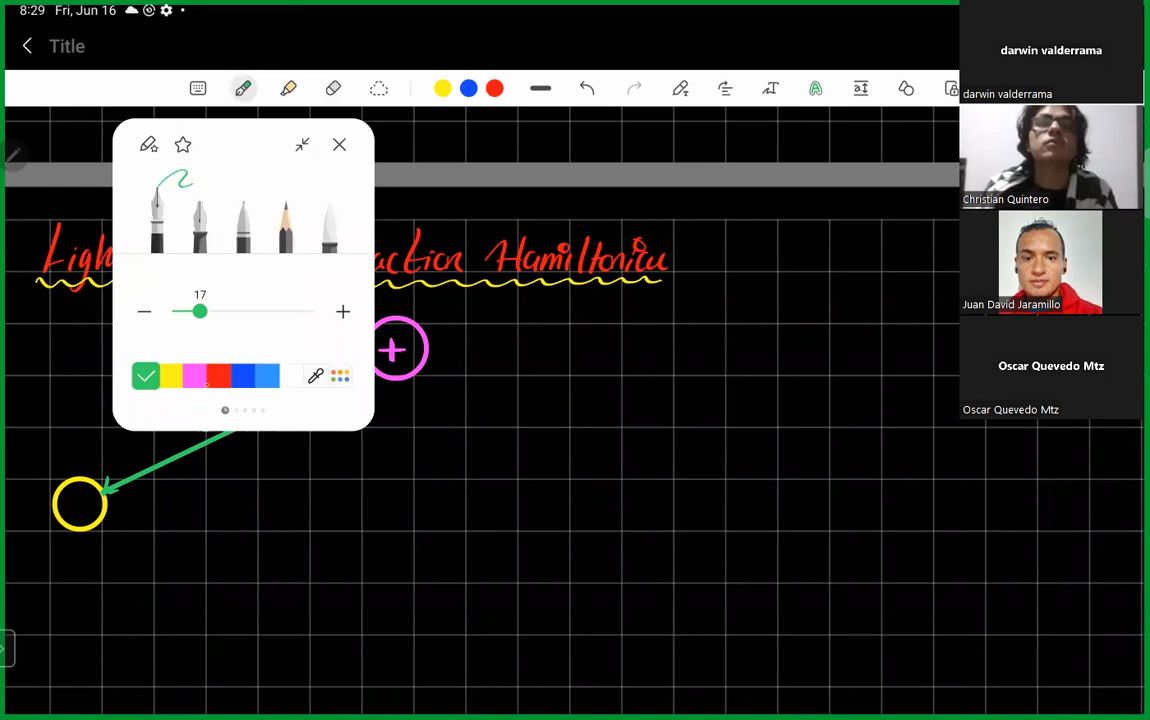 8:29 Fri, Jun 16
Title
darwin valderrama
darwin valderrama
Christian Quintero
Juan David Jaramillo
Oscar Quevedo Mtz
Oscar Quevedo Mtz
17
Ligh action Hamiltonian
+